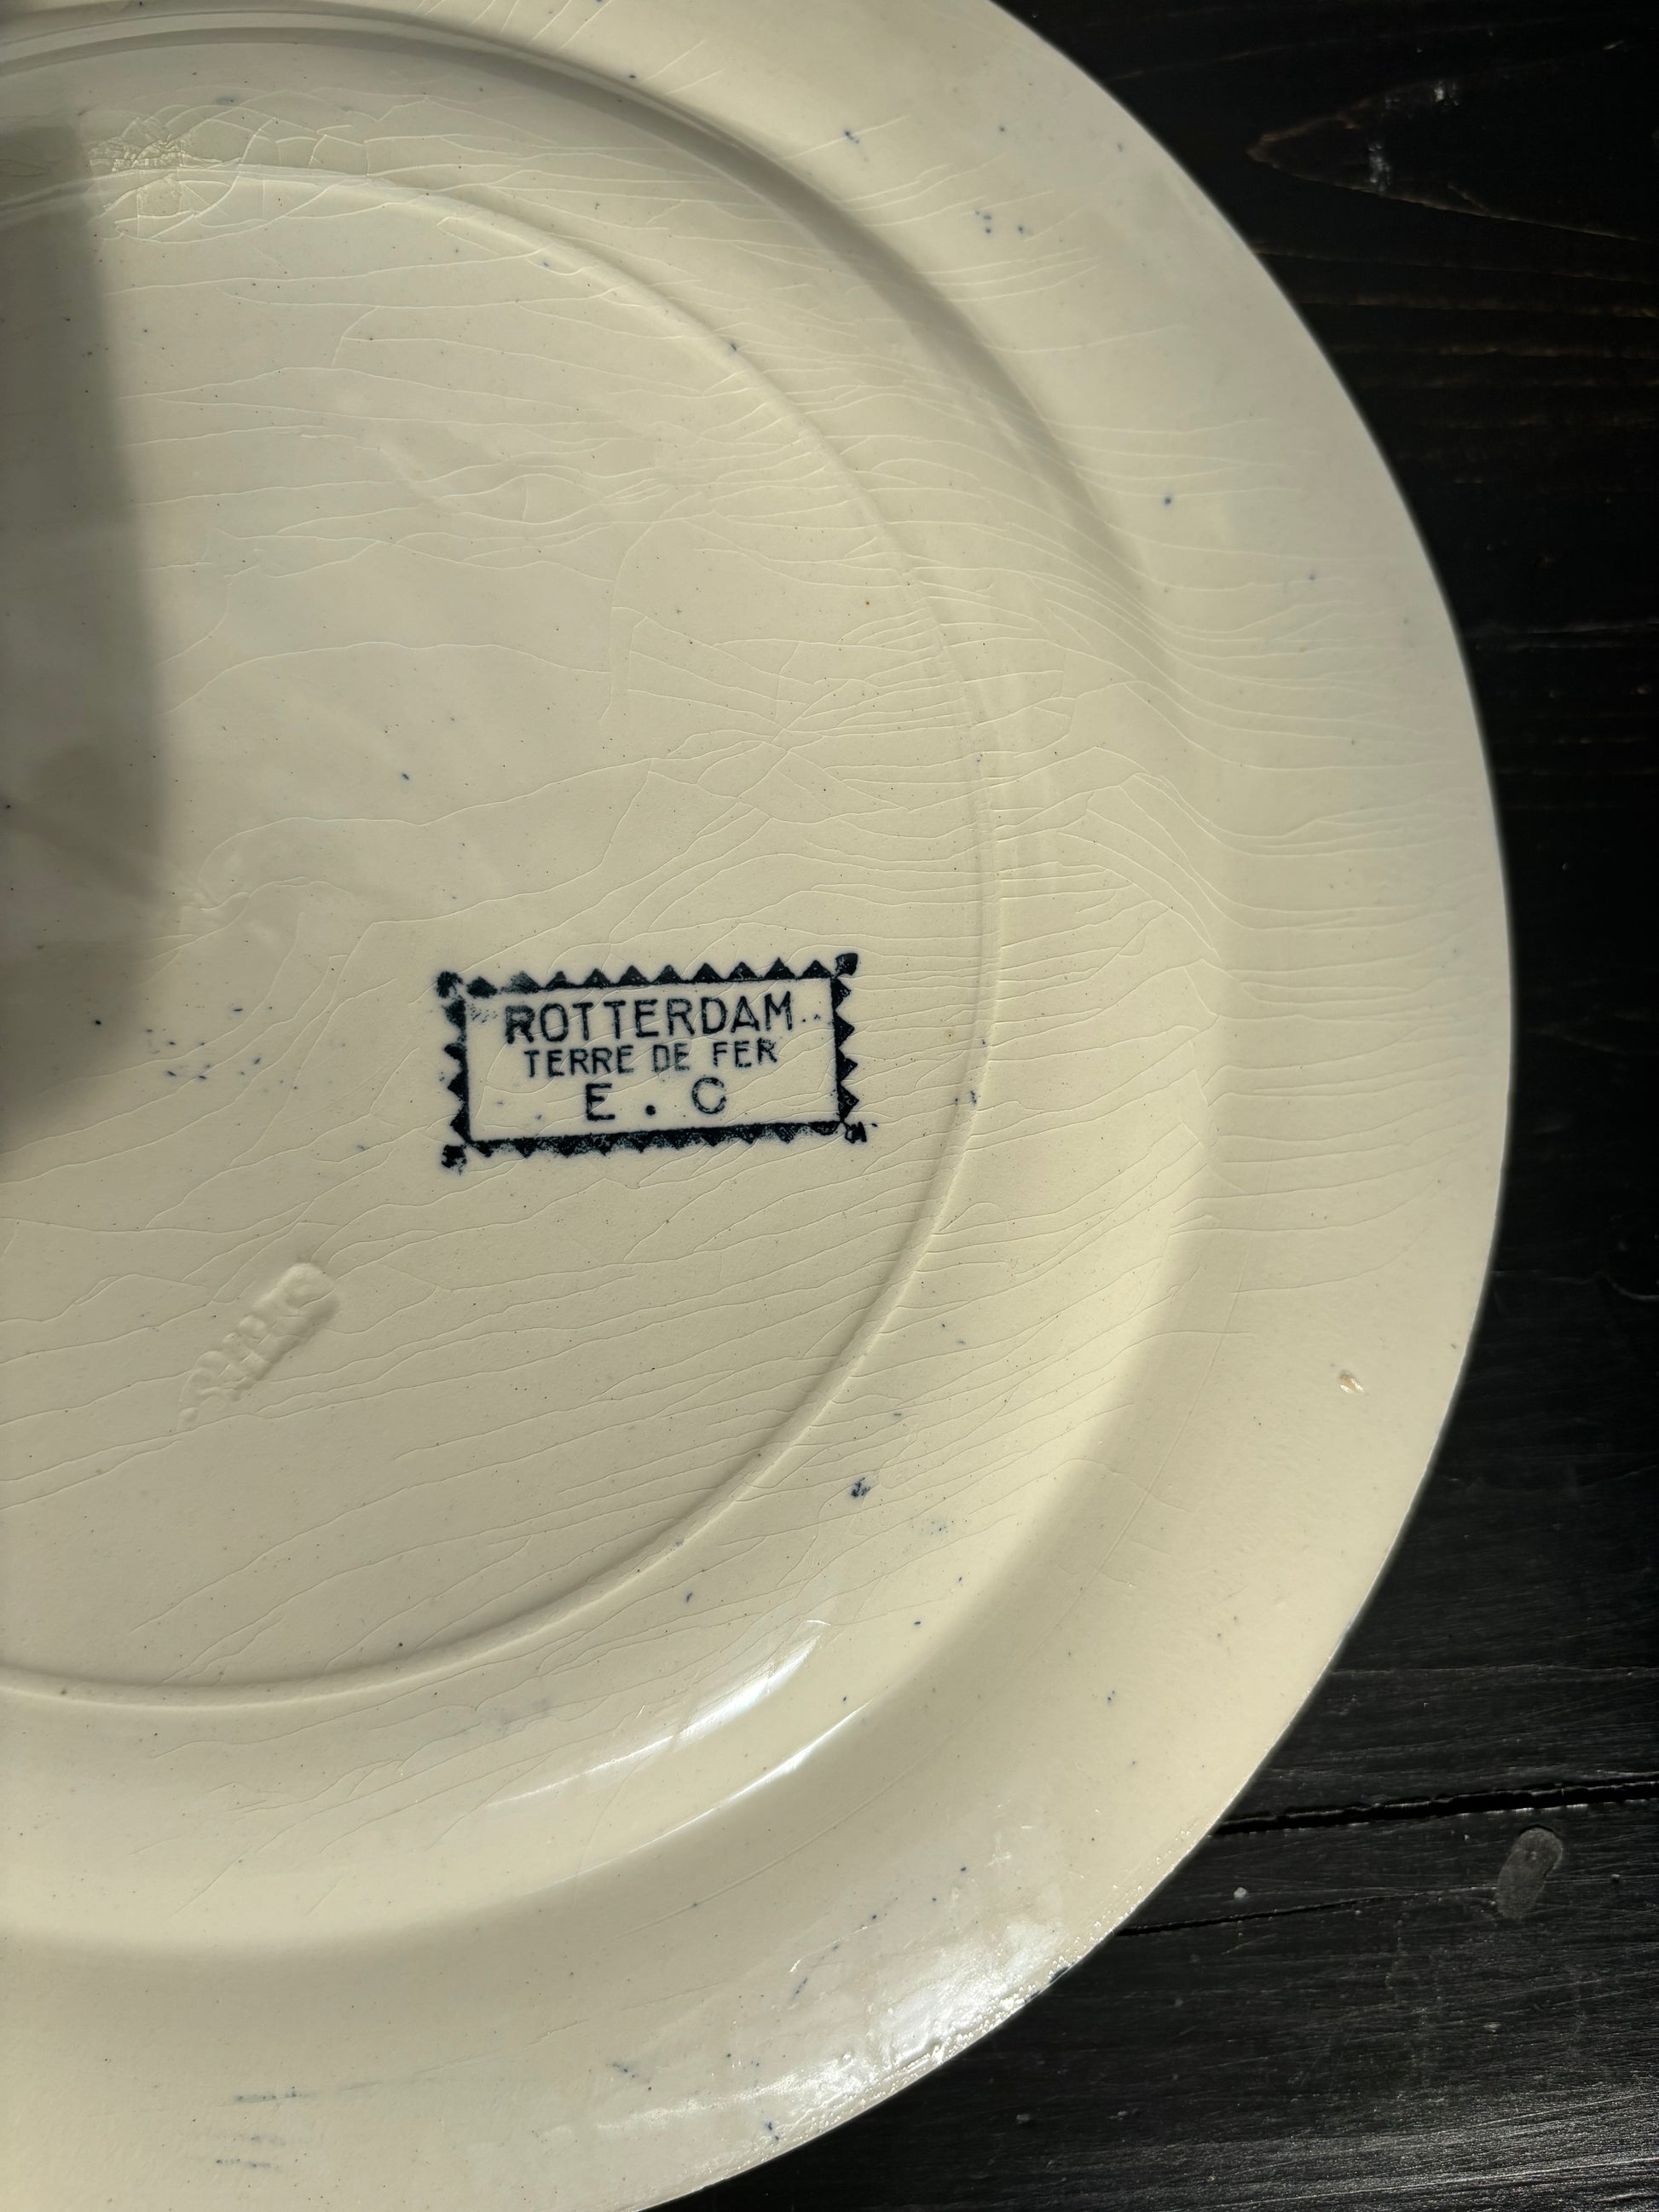 ROTTERDAM
TERRE DE FER
E . C